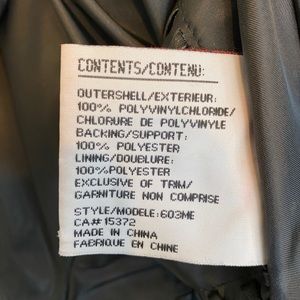 CONTENTS/CONTENU:
OUTERSHELL/EXTERIEUR:
100% POLYVINYLCHLORIDE/
CHLORURE DE POLYVINYLE
BACKING/SUPPORT:
100% POLYESTER
LINING/DOUBLURE:
100%POLYESTER
EXCLUSIVE OF TRIM/
GARNITURE NON COMPRISE
STYLE/MODELE: 603ME
CA# 15372
MADE IN CHINA
FABRIQUE EN CHINE